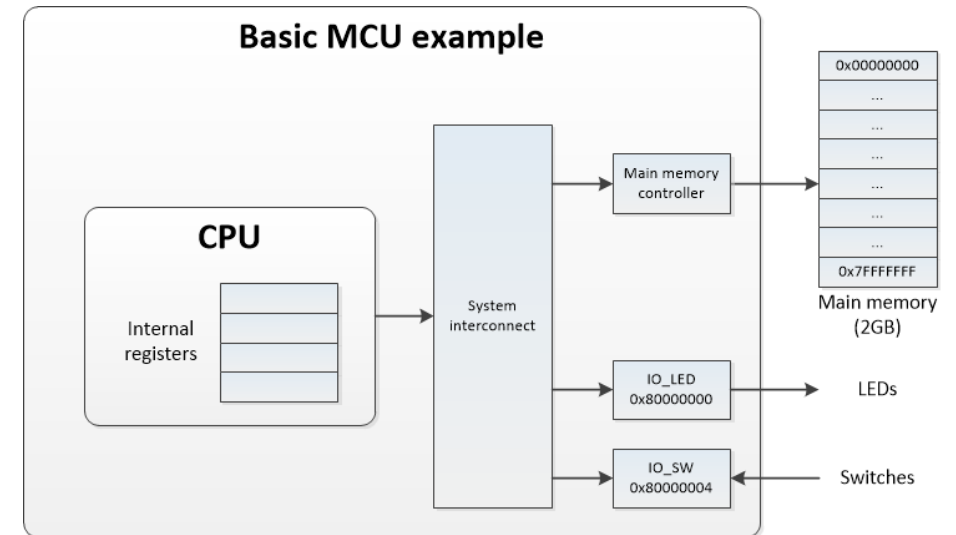 Basic MCU example
CPU
Internal
registers
System
interconnect
Main memory
controller
0x00000000
...
...
...
...
...
...
0x7FFFFFFF
Main memory
(2GB)
IO_LED
0x80000000
LEDs
IO_SW
0x80000004
Switches